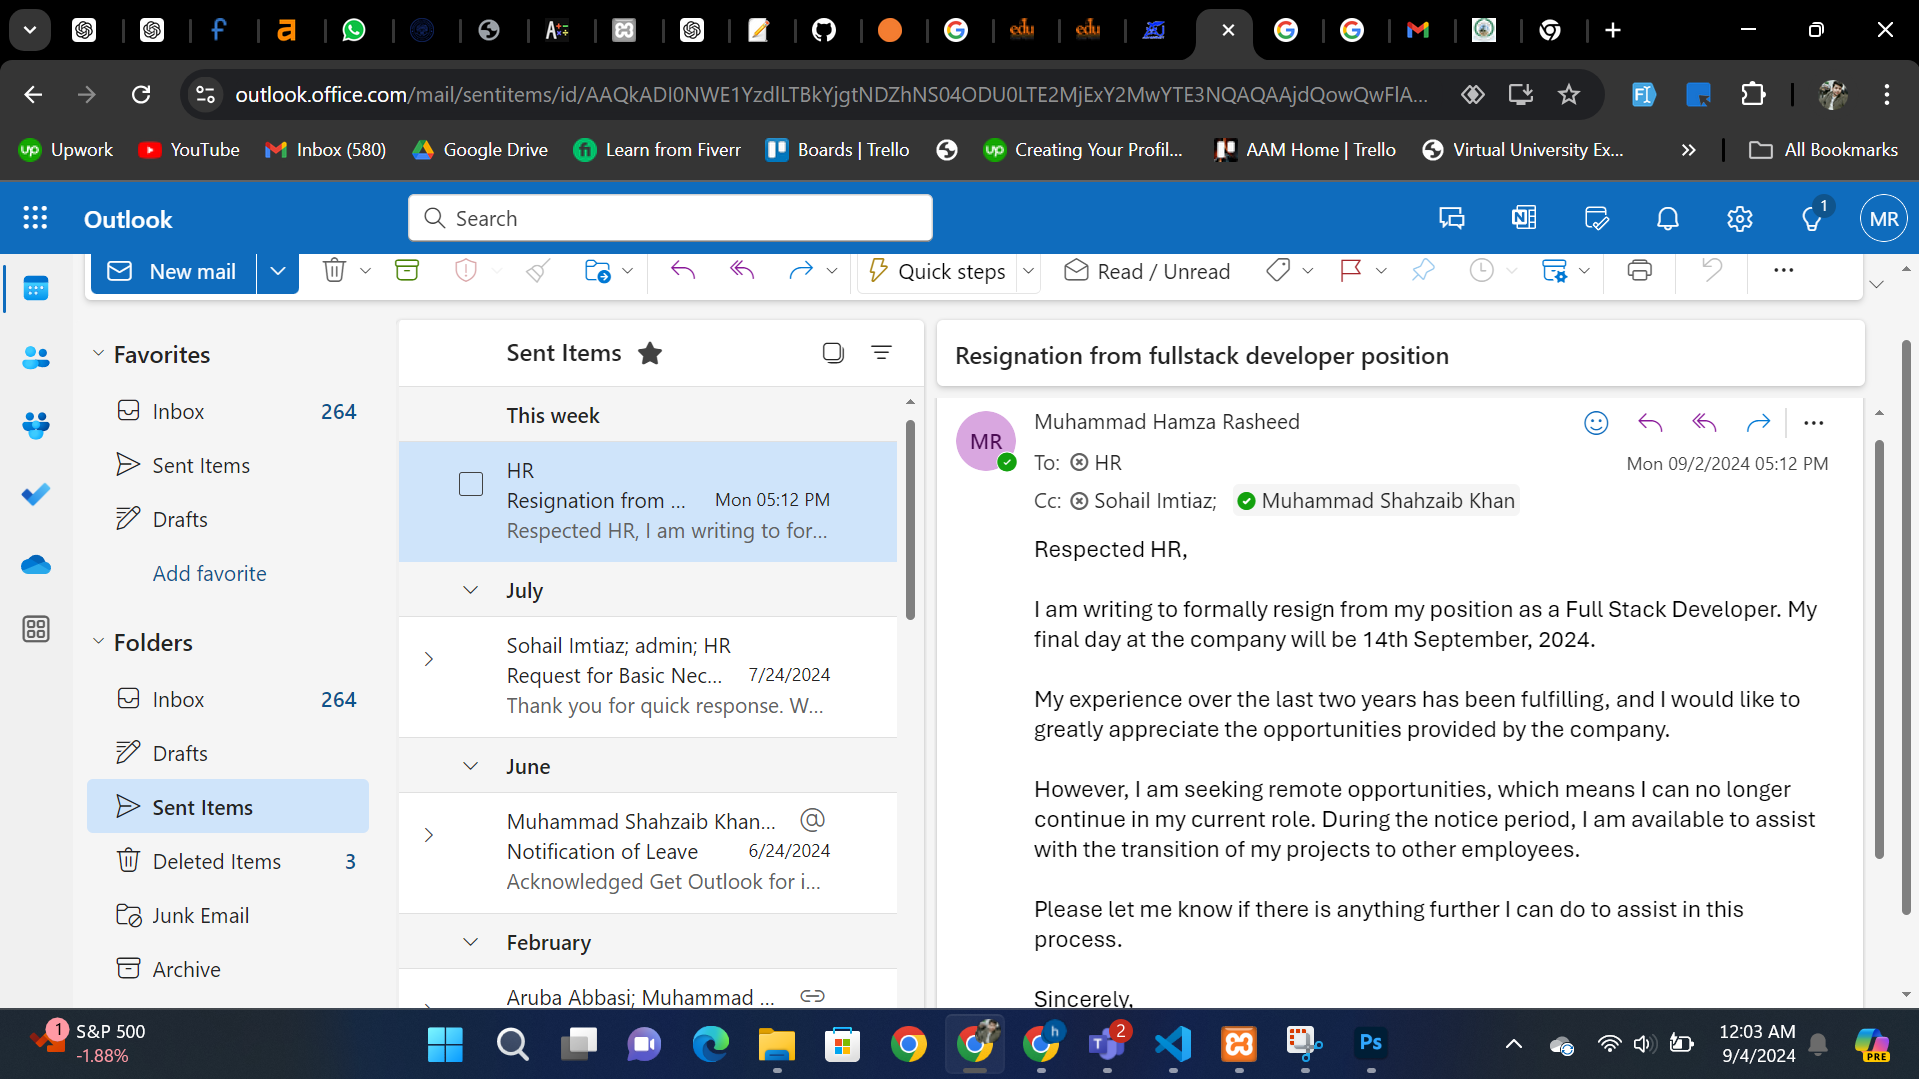 outlook.office.com/mail/sentitems/id/AAQkADI0NWE1YzdlLTBkYjgtNDZhNS04ODU0LTE2MjExY2MwYTE3NQAQAAjdQowQwFlA...
Upwork YouTube Inbox (580) Google Drive Learn from Fiverr Boards | Trello Creating Your Profil... AAM Home | Trello Virtual University Ex... All Bookmarks
Outlook
Search
1
MR
New mail Quick steps Read / Unread
Favorites
Inbox 264
Sent Items
Drafts
Add favorite
Folders
Inbox 264
Drafts
Sent Items
Deleted Items 3
Junk Email
Archive
Sent Items
This week
HR
Resignation from ... Mon 05:12 PM
Respected HR, I am writing to for...
July
Sohail Imtiaz; admin; HR
Request for Basic Nec... 7/24/2024
Thank you for quick response. W...
June
Muhammad Shahzaib Khan...
Notification of Leave 6/24/2024
Acknowledged Get Outlook for i...
February
Aruba Abbasi; Muhammad ...
Resignation from fullstack developer position
MR
Muhammad Hamza Rasheed
To: HR
Mon 09/2/2024 05:12 PM
Cc: Sohail Imtiaz; Muhammad Shahzaib Khan
Respected HR,
I am writing to formally resign from my position as a Full Stack Developer. My
final day at the company will be 14th September, 2024.
My experience over the last two years has been fulfilling, and I would like to
greatly appreciate the opportunities provided by the company.
However, I am seeking remote opportunities, which means I can no longer
continue in my current role. During the notice period, I am available to assist
with the transition of my projects to other employees.
Please let me know if there is anything further I can do to assist in this
process.
Sincerely,
1
S&P 500
-1.88%
h
2
Ps
12:03 AM
9/4/2024
PRE